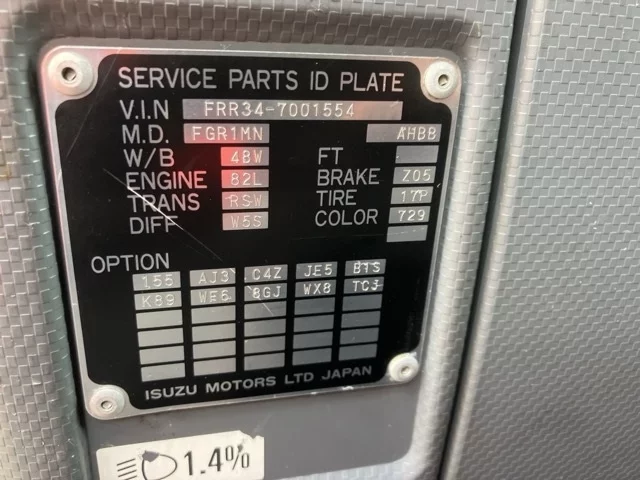 SERVICE PARTS ID PLATE
V.I.N FRR34-7001554
M.D. FGR1MN AHBB
W/B 4BW FT
ENGINE 82L BRAKE Z05
TRANS RSW TIRE 17P
DIFF W5S COLOR 729
OPTION
155 AJ3 C4Z JE5 BTS
K89 WE6 8GJ WX8 TCJ
ISUZU MOTORS LTD JAPAN
1.4%